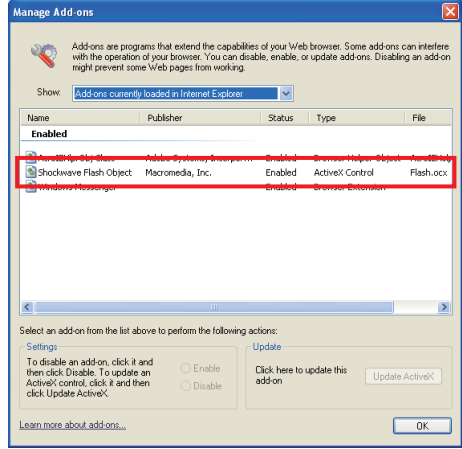 Manage Add-ons
Add-ons are programs that extend the capabilities of your Web browser. Some add-ons can interfere
with the operation of your browser. You can disable, enable, or update add-ons. Disabling an add-on
might prevent some Web pages from working.
Show: Add-ons currently loaded in Internet Explorer
Name Publisher Status Type File
Enabled
Enabled Browser Helper Object
Shockwave Flash Object Macromedia, Inc. Enabled ActiveX Control Flash.ocx
Windows Messenger Enabled Browser Extension
Select an add-on from the list above to perform the following actions:
Settings
To disable an add-on, click it and
then click Disable. To update an
ActiveX control, click it and then
click Update ActiveX.
Enable
Disable
Update
Click here to update this
add-on
Update ActiveX
Learn more about add-ons...
OK